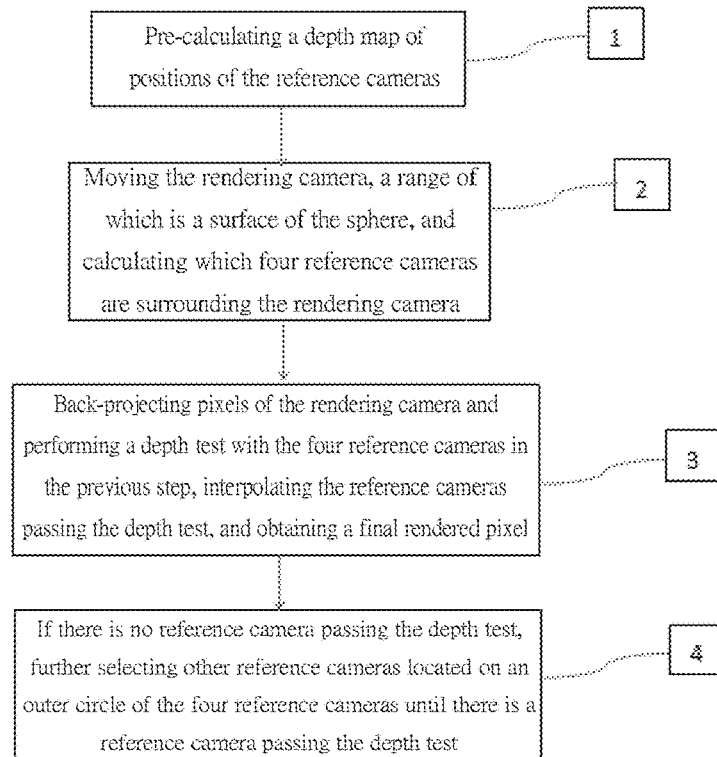 Pre-calculating a depth map of
positions of the reference cameras
1
Moving the rendering camera, a range of
which is a surface of the sphere, and
calculating which four reference cameras
are surrounding the rendering camera
2
Back-projecting pixels of the rendering camera and
performing a depth test with the four reference cameras in
the previous step, interpolating the reference cameras
passing the depth test, and obtaining a final rendered pixel
3
If there is no reference camera passing the depth test,
further selecting other reference cameras located on an
outer circle of the four reference cameras until there is a
reference camera passing the depth test
4